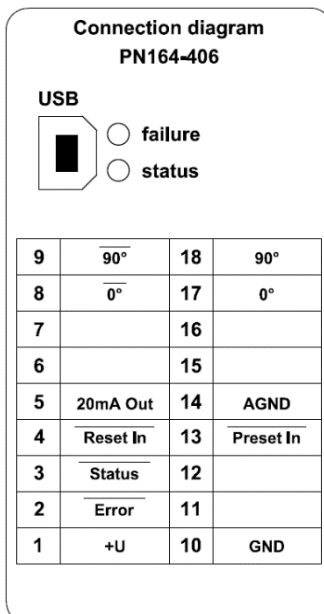 Connection diagram
PN164-406
USB
failure
status
9 90° 18 90°
8 0° 17 0°
7 16
6 15
5 20mA Out 14 AGND
4 Reset In 13 Preset In
3 Status 12
2 Error 11
1 +U 10 GND